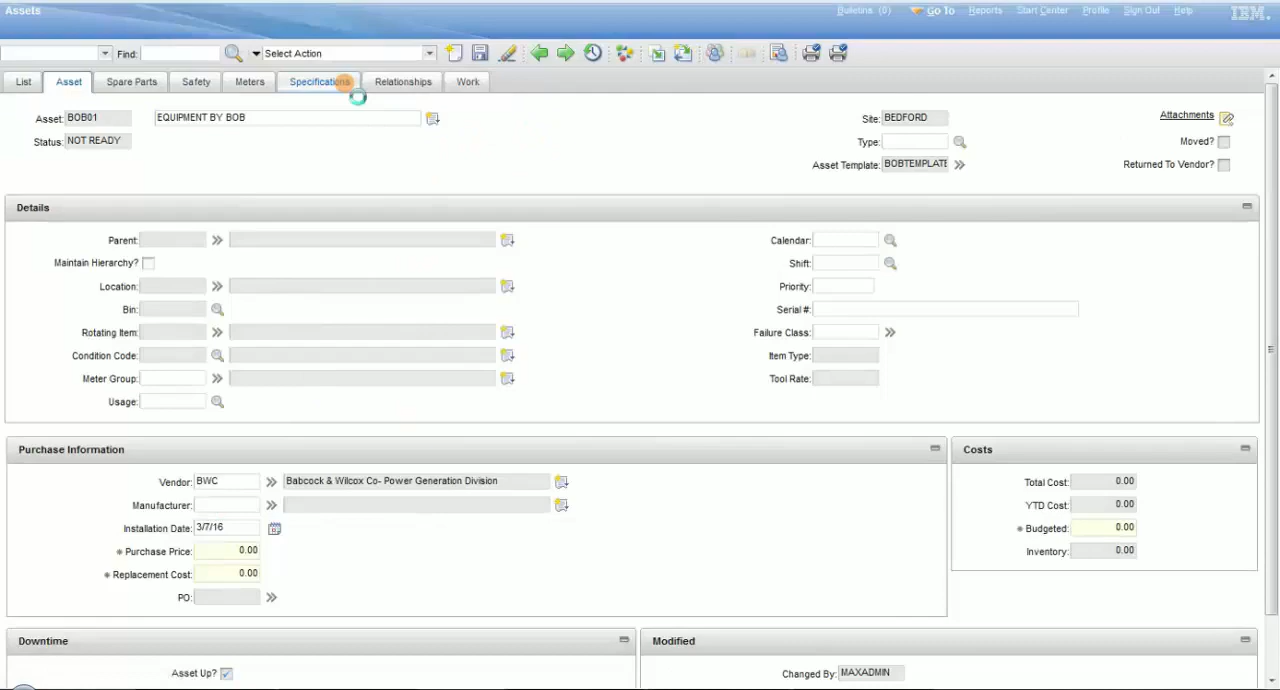 Assets
Bulletins (0) Go To Reports Start Center Profile Sign Out Help IBM.
Find: Select Action
List Asset Spare Parts Safety Meters Specifications Relationships Work
Asset: BOB01 EQUIPMENT BY BOB Site: BEDFORD Attachments
Status: NOT READY Type: Moved?
Asset Template: BOBTEMPLATE Returned To Vendor?
Details
Parent: Calendar:
Maintain Hierarchy? Shift:
Location: Priority:
Bin: Serial #:
Rotating Item: Failure Class:
Condition Code: Item Type:
Meter Group: Tool Rate:
Usage:
Purchase Information Costs
Vendor: BWC Babcock & Wilcox Co- Power Generation Division Total Cost: 0.00
Manufacturer: YTD Cost: 0.00
Installation Date: 3/7/16 Budgeted: 0.00
Purchase Price: 0.00 Inventory: 0.00
Replacement Cost: 0.00
PO:
Downtime Modified
Asset Up? Changed By: MAXADMIN